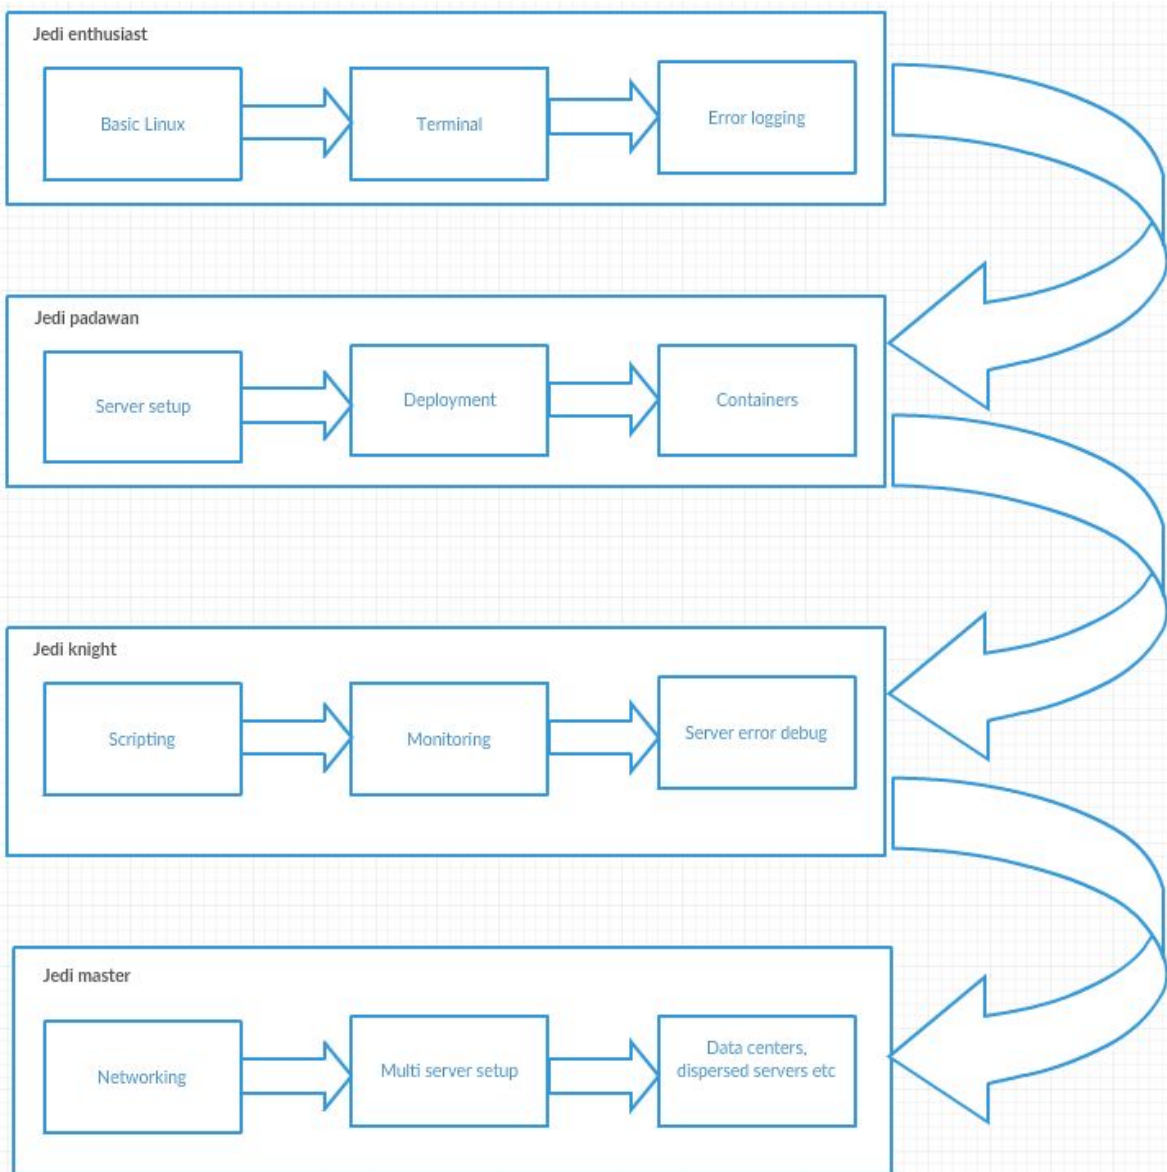 Jedi enthusiast
Basic Linux
Terminal
Error logging
Jedi padawan
Server setup
Deployment
Containers
Jedi knight
Scripting
Monitoring
Server error debug
Jedi master
Networking
Multi server setup
Data centers,
dispersed servers etc